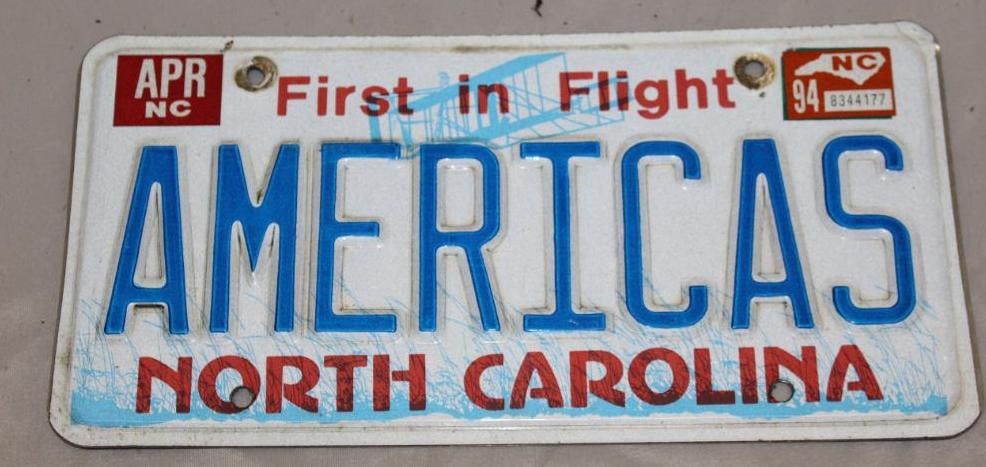 APR
NC
First in Flight
NC
94 8344177
AMERICAS
NORTH CAROLINA